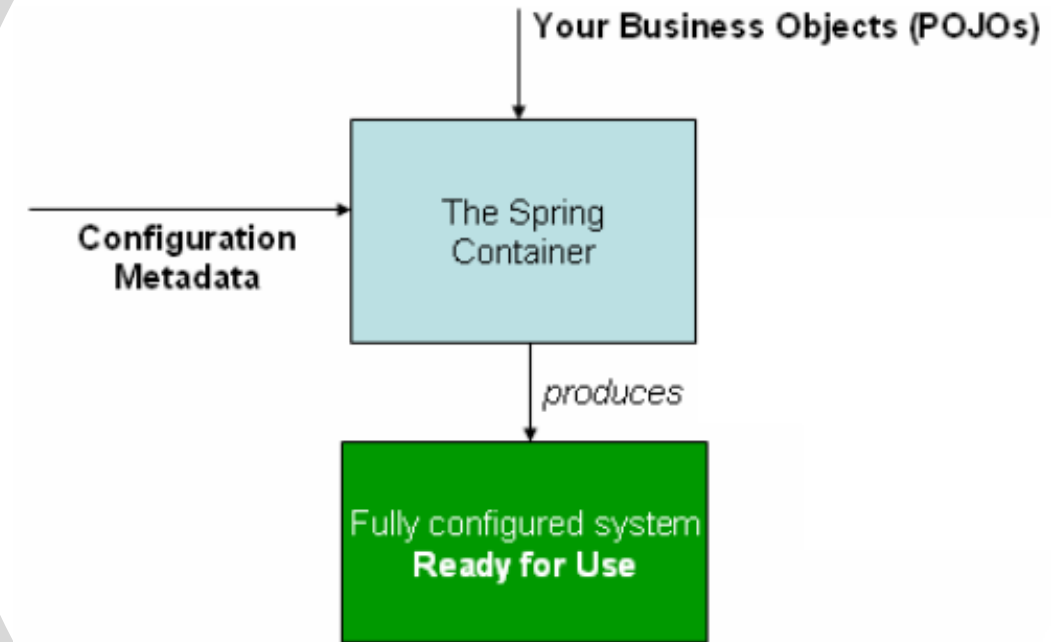 Your Business Objects (POJOs)
The Spring
Container
Configuration
Metadata
produces
Fully configured system
Ready for Use